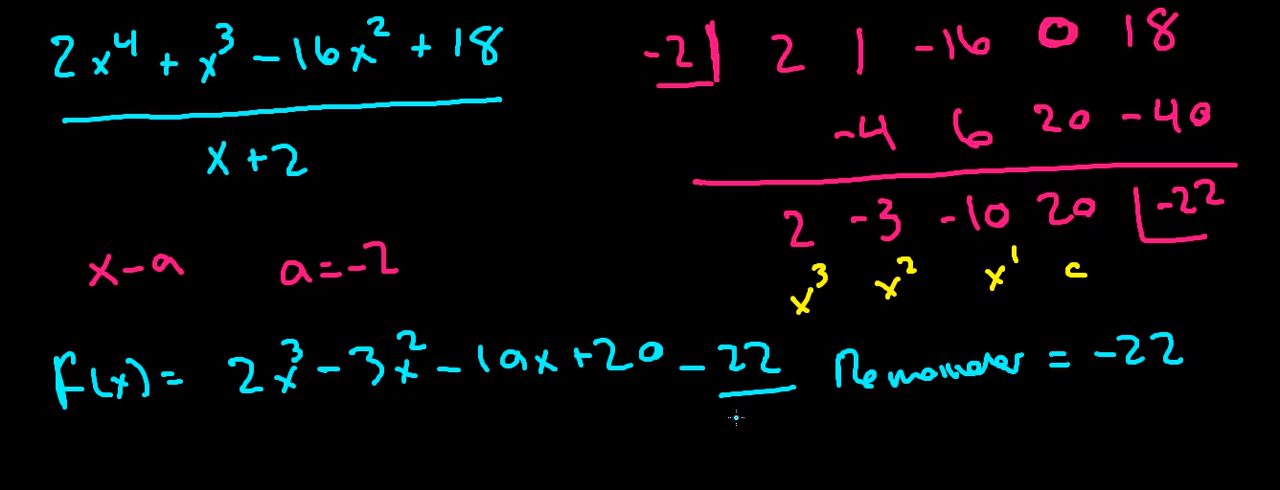 2x⁴ + x³ - 16x² + 18
x + 2
-2 2 1 -16 0 18
-4 6 20 -40
2 -3 -10 20 -22
x³ x² x¹ c
x - a a = -2
F(x) = 2x³ - 3x² - 10x + 20 - 22 Remainder = -22